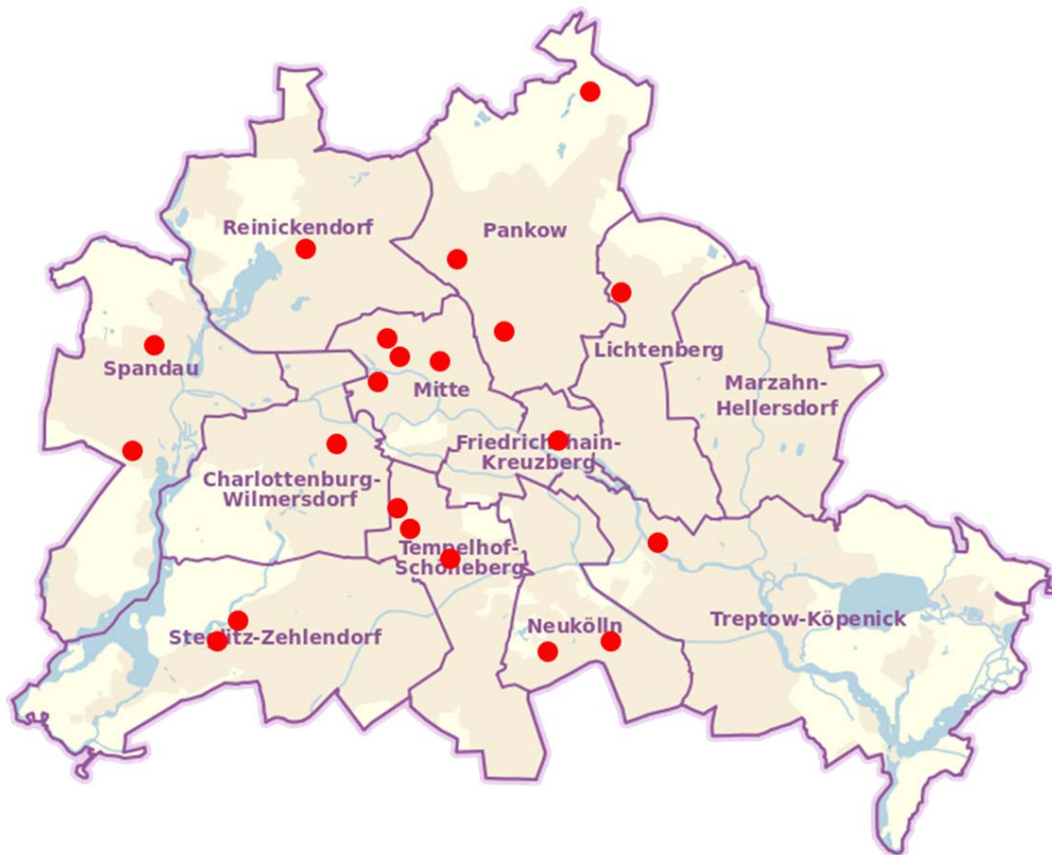 Reinickendorf
Pankow
Spandau
Lichtenberg
Mitte
Marzahn-
Hellersdorf
Friedrichshain-
Kreuzberg
Charlottenburg-
Wilmersdorf
Tempelhof-
Schöneberg
Neukölln
Treptow-Köpenick
Steglitz-Zehlendorf